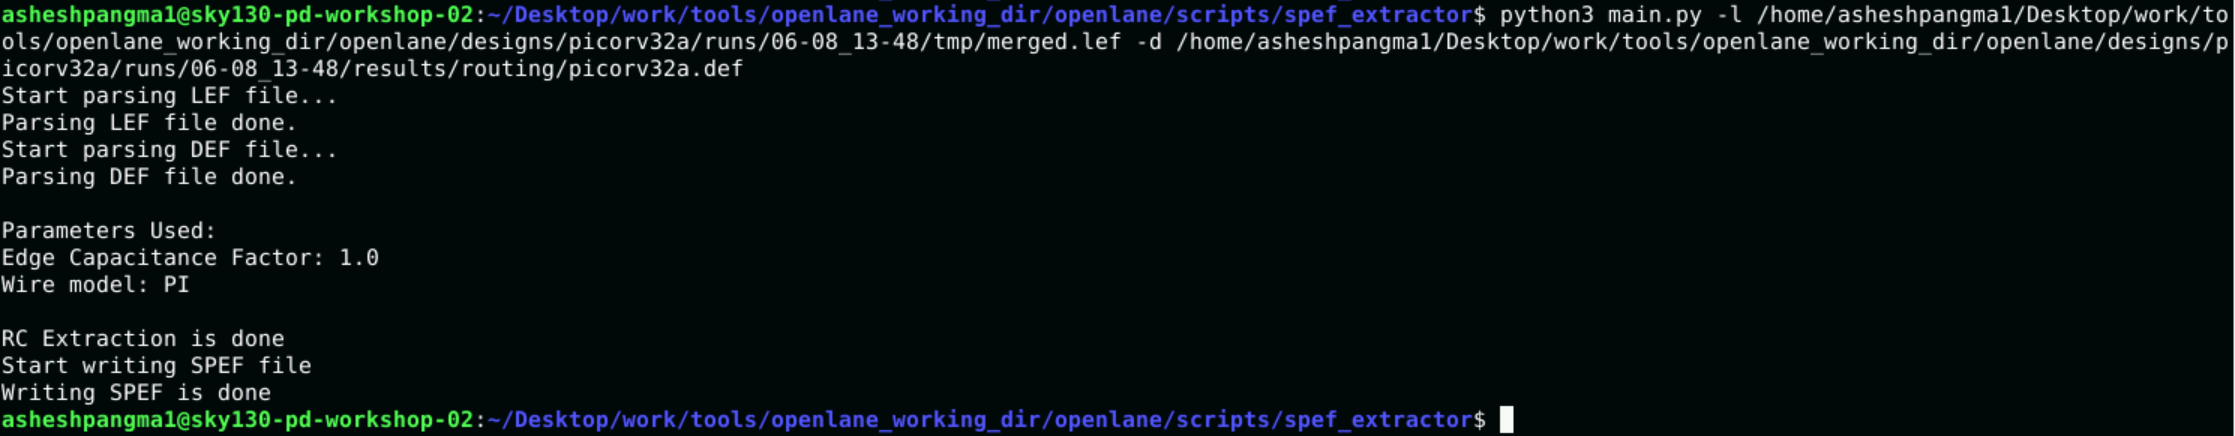 asheshpangma1@sky130-pd-workshop-02:~/Desktop/work/tools/openlane_working_dir/openlane/scripts/spef_extractor$ python3 main.py -l /home/asheshpangma1/Desktop/work/to
ols/openlane_working_dir/openlane/designs/picorv32a/runs/06-08_13-48/tmp/merged.lef -d /home/asheshpangma1/Desktop/work/tools/openlane_working_dir/openlane/designs/p
icorv32a/runs/06-08_13-48/results/routing/picorv32a.def
Start parsing LEF file...
Parsing LEF file done.
Start parsing DEF file...
Parsing DEF file done.
Parameters Used:
Edge Capacitance Factor: 1.0
Wire model: PI
RC Extraction is done
Start writing SPEF file
Writing SPEF is done
asheshpangma1@sky130-pd-workshop-02:~/Desktop/work/tools/openlane_working_dir/openlane/scripts/spef_extractor$